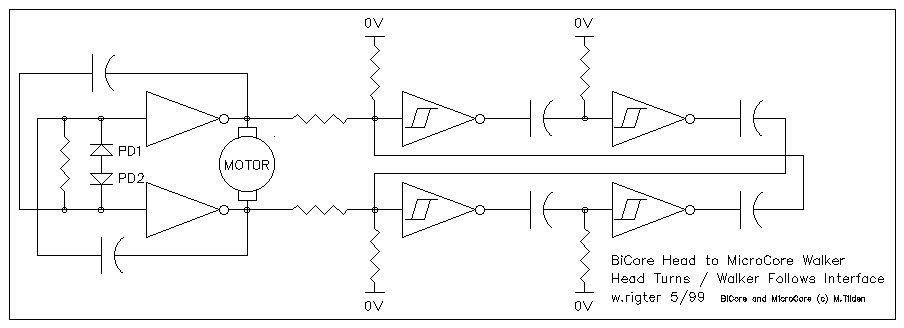 0V 0V
PD1
PD2
MOTOR
0V 0V
BiCore Head to MicroCore Walker
Head Turns / Walker Follows Interface
w.rigter 5/99 BiCore and MicroCore (c) M.Tilden